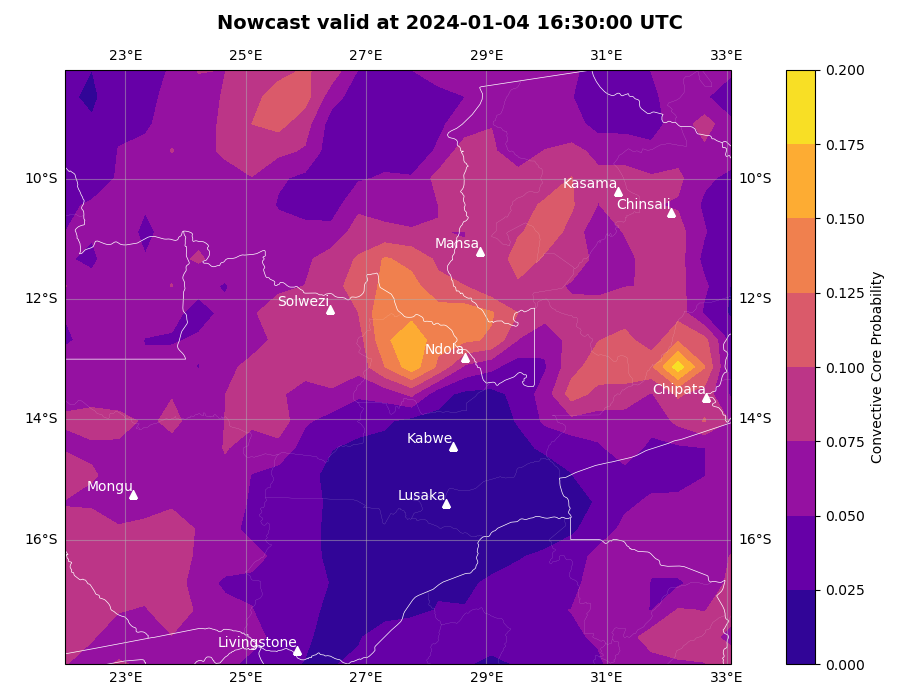 Nowcast valid at 2024-01-04 16:30:00 UTC
23°E 25°E 27°E 29°E 31°E 33°E
0.200
0.175
0.150
0.125
0.100
0.075
0.050
0.025
0.000
Convective Core Probability
10°S 10°S
12°S 12°S
14°S 14°S
16°S 16°S
Kasama
Chinsali
Mansa
Solwezi
Ndola
Chipata
Kabwe
Mongu
Lusaka
Livingstone
23°E 25°E 27°E 29°E 31°E 33°E